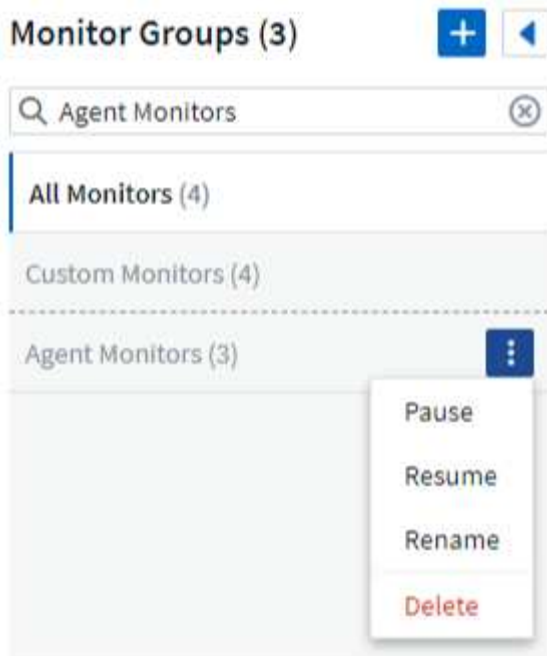 Monitor Groups (3)
Agent Monitors
All Monitors (4)
Custom Monitors (4)
Agent Monitors (3)
Pause
Resume
Rename
Delete